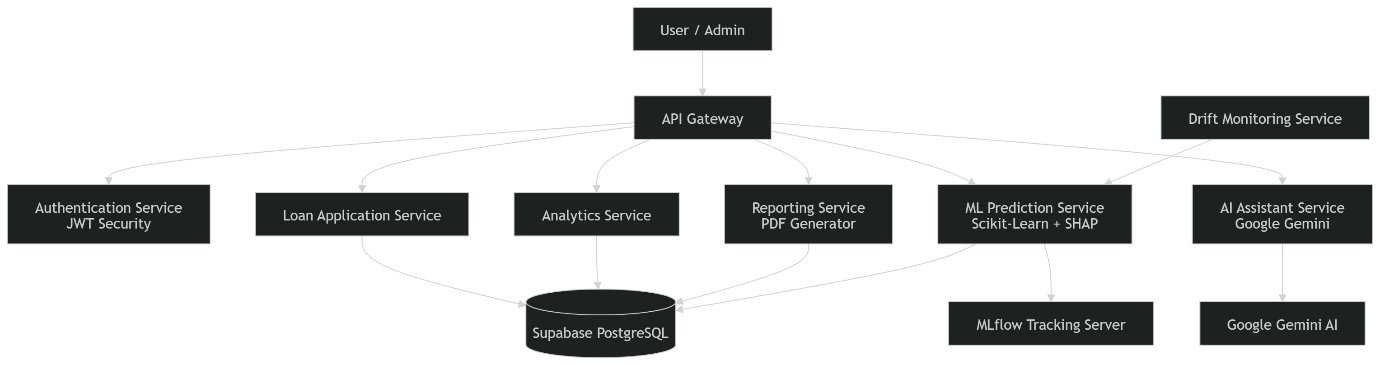 User / Admin
API Gateway
Drift Monitoring Service
Authentication Service
JWT Security
Loan Application Service
Analytics Service
Reporting Service
PDF Generator
ML Prediction Service
Scikit-Learn + SHAP
AI Assistant Service
Google Gemini
Supabase PostgreSQL
MLflow Tracking Server
Google Gemini AI